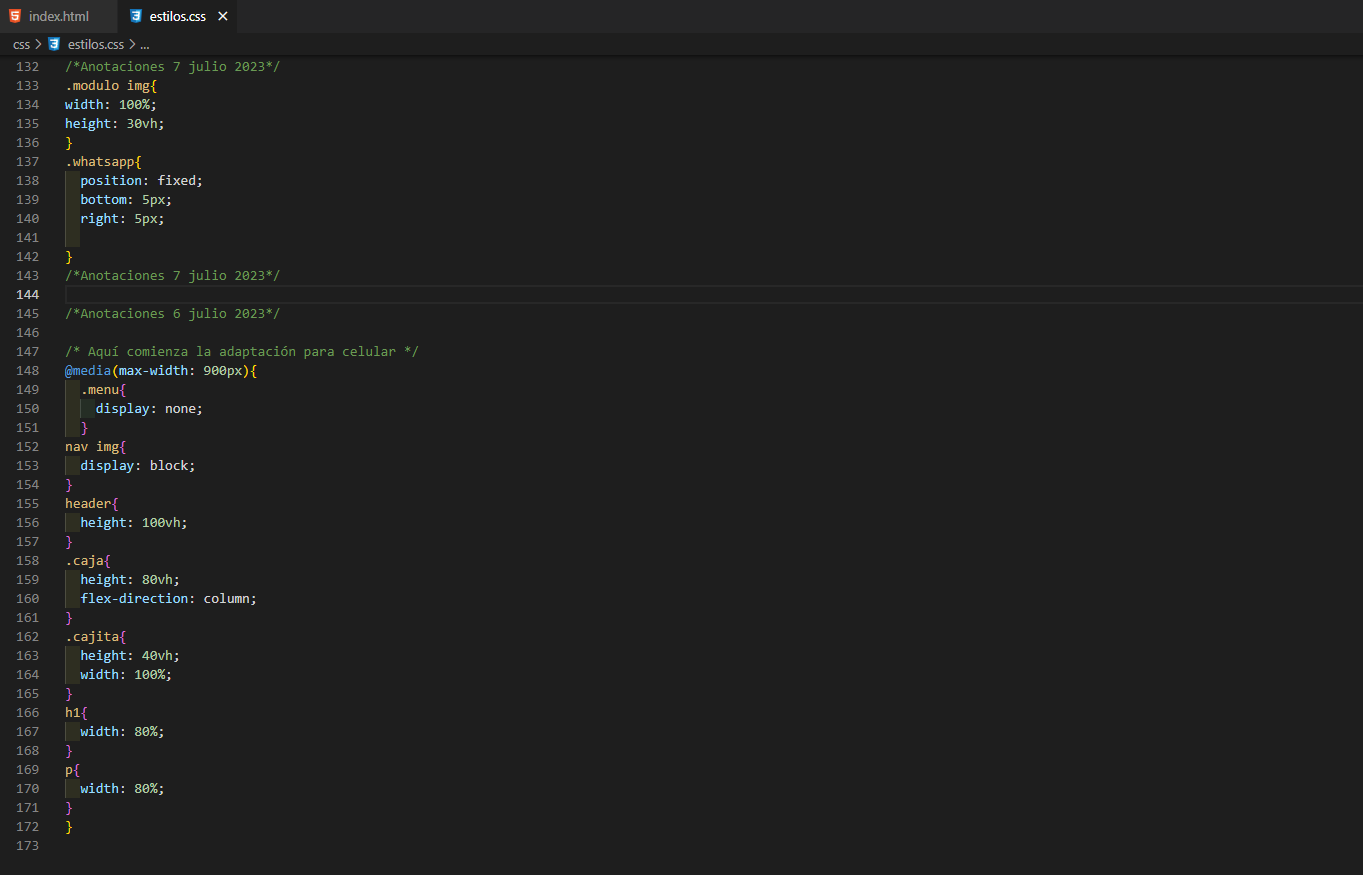 index.html estilos.css
css > estilos.css > ...
132 /*Anotaciones 7 julio 2023*/
133 .modulo img{
134 width: 100%;
135 height: 30vh;
136 }
137 .whatsapp{
138 position: fixed;
139 bottom: 5px;
140 right: 5px;
141
142 }
143 /*Anotaciones 7 julio 2023*/
144
145 /*Anotaciones 6 julio 2023*/
146
147 /* Aquí comienza la adaptación para celular */
148 @media(max-width: 900px){
149 .menu{
150 display: none;
151 }
152 nav img{
153 display: block;
154 }
155 header{
156 height: 100vh;
157 }
158 .caja{
159 height: 80vh;
160 flex-direction: column;
161 }
162 .cajita{
163 height: 40vh;
164 width: 100%;
165 }
166 h1{
167 width: 80%;
168 }
169 p{
170 width: 80%;
171 }
172 }
173